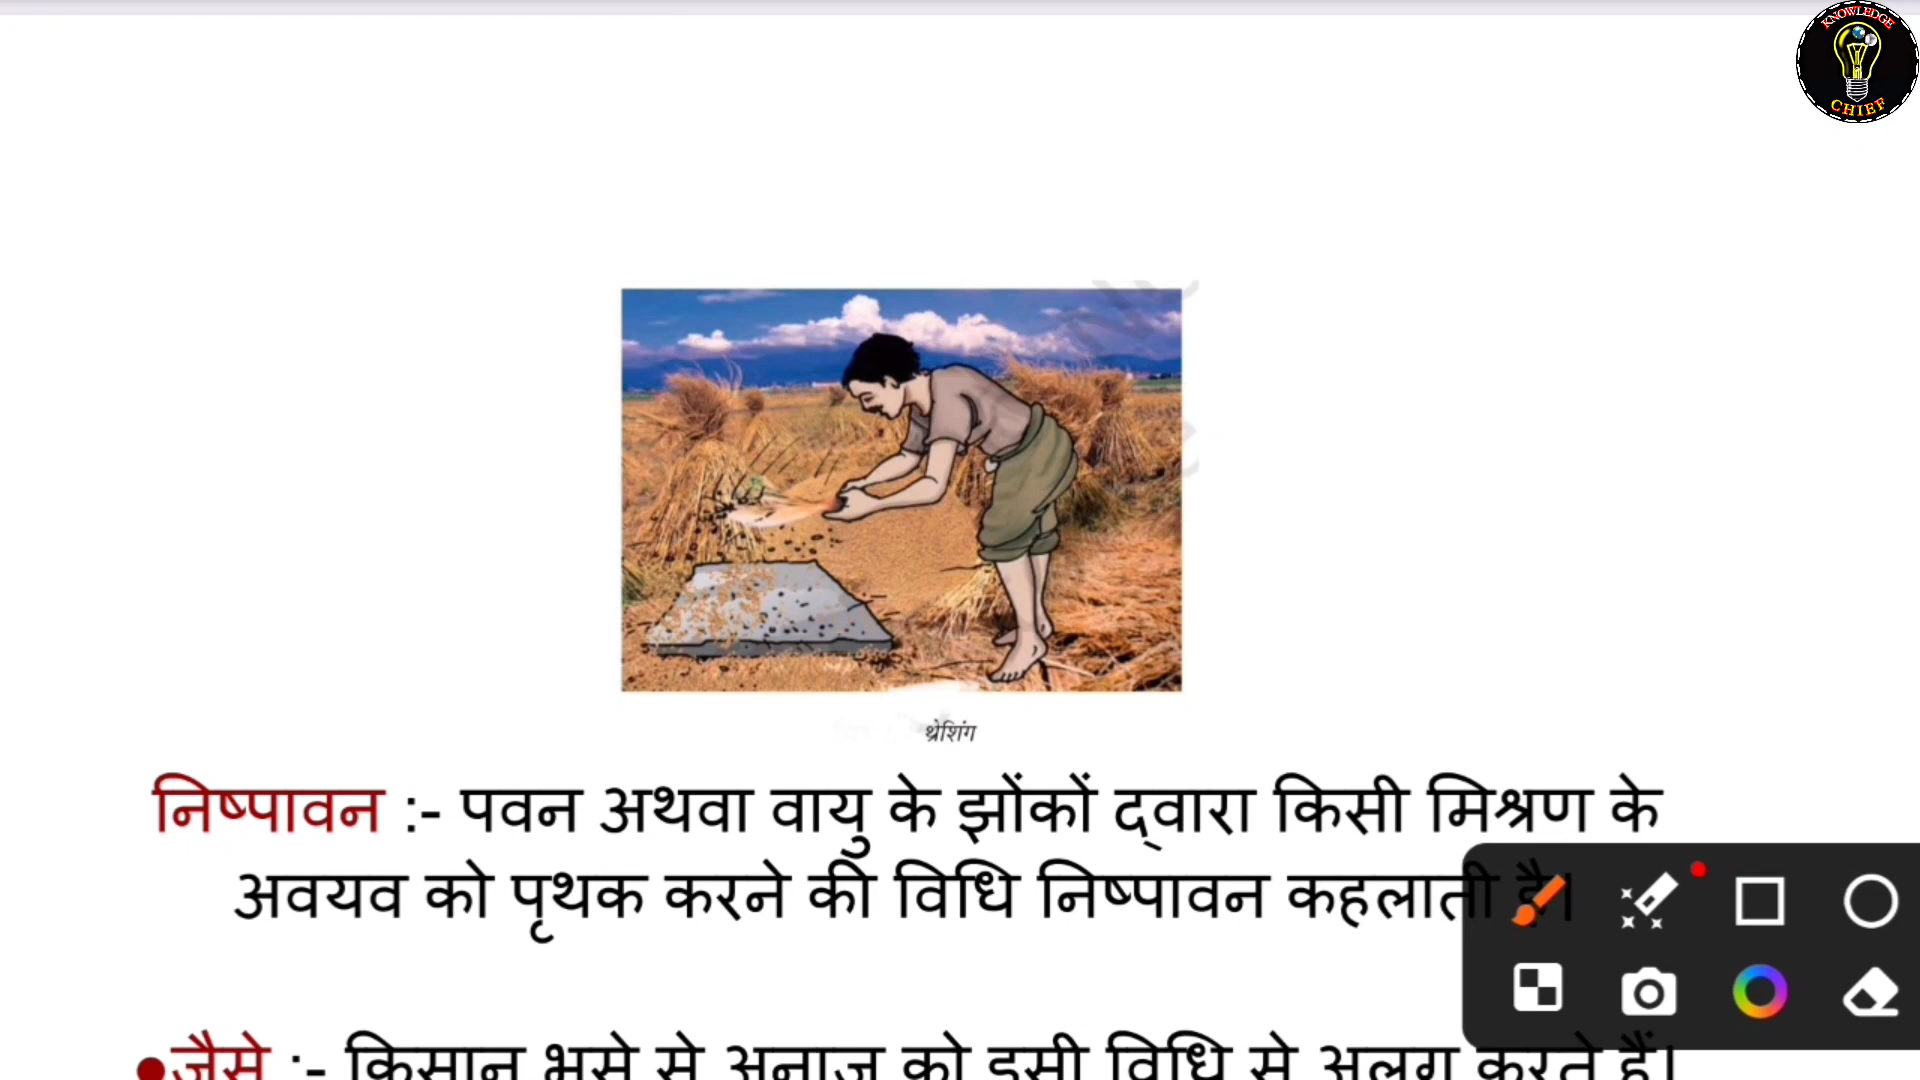 KNOWLEDGE
CHIEF
थ्रेशिंग
निष्पावन :- पवन अथवा वायु के झोंकों द्वारा किसी मिश्रण के
अवयव को पृथक करने की विधि निष्पावन कहलाती है।
•जैसे :- किसान भूसे से अनाज को इसी विधि से अलग करते हैं।